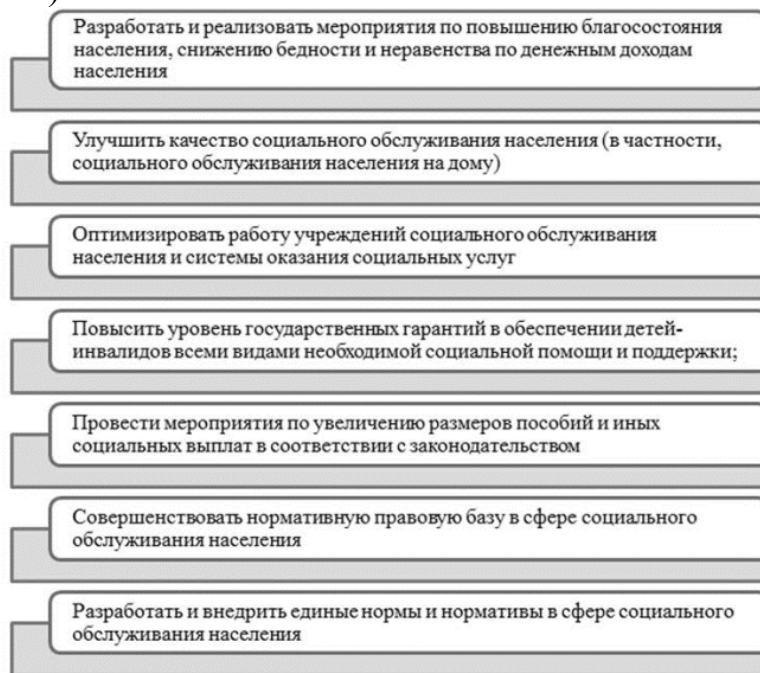 Разработать и реализовать мероприятия по повышению благосостояния
населения, снижению бедности и неравенства по денежным доходам
населения
Улучшить качество социального обслуживания населения (в частности,
социального обслуживания населения на дому)
Оптимизировать работу учреждений социального обслуживания
населения и системы оказания социальных услуг
Повысить уровень государственных гарантий в обеспечении детей-
инвалидов всеми видами необходимой социальной помощи и поддержки;
Провести мероприятия по увеличению размеров пособий и иных
социальных выплат в соответствии с законодательством
Совершенствовать нормативную правовую базу в сфере социального
обслуживания населения
Разработать и внедрить единые нормы и нормативы в сфере социального
обслуживания населения